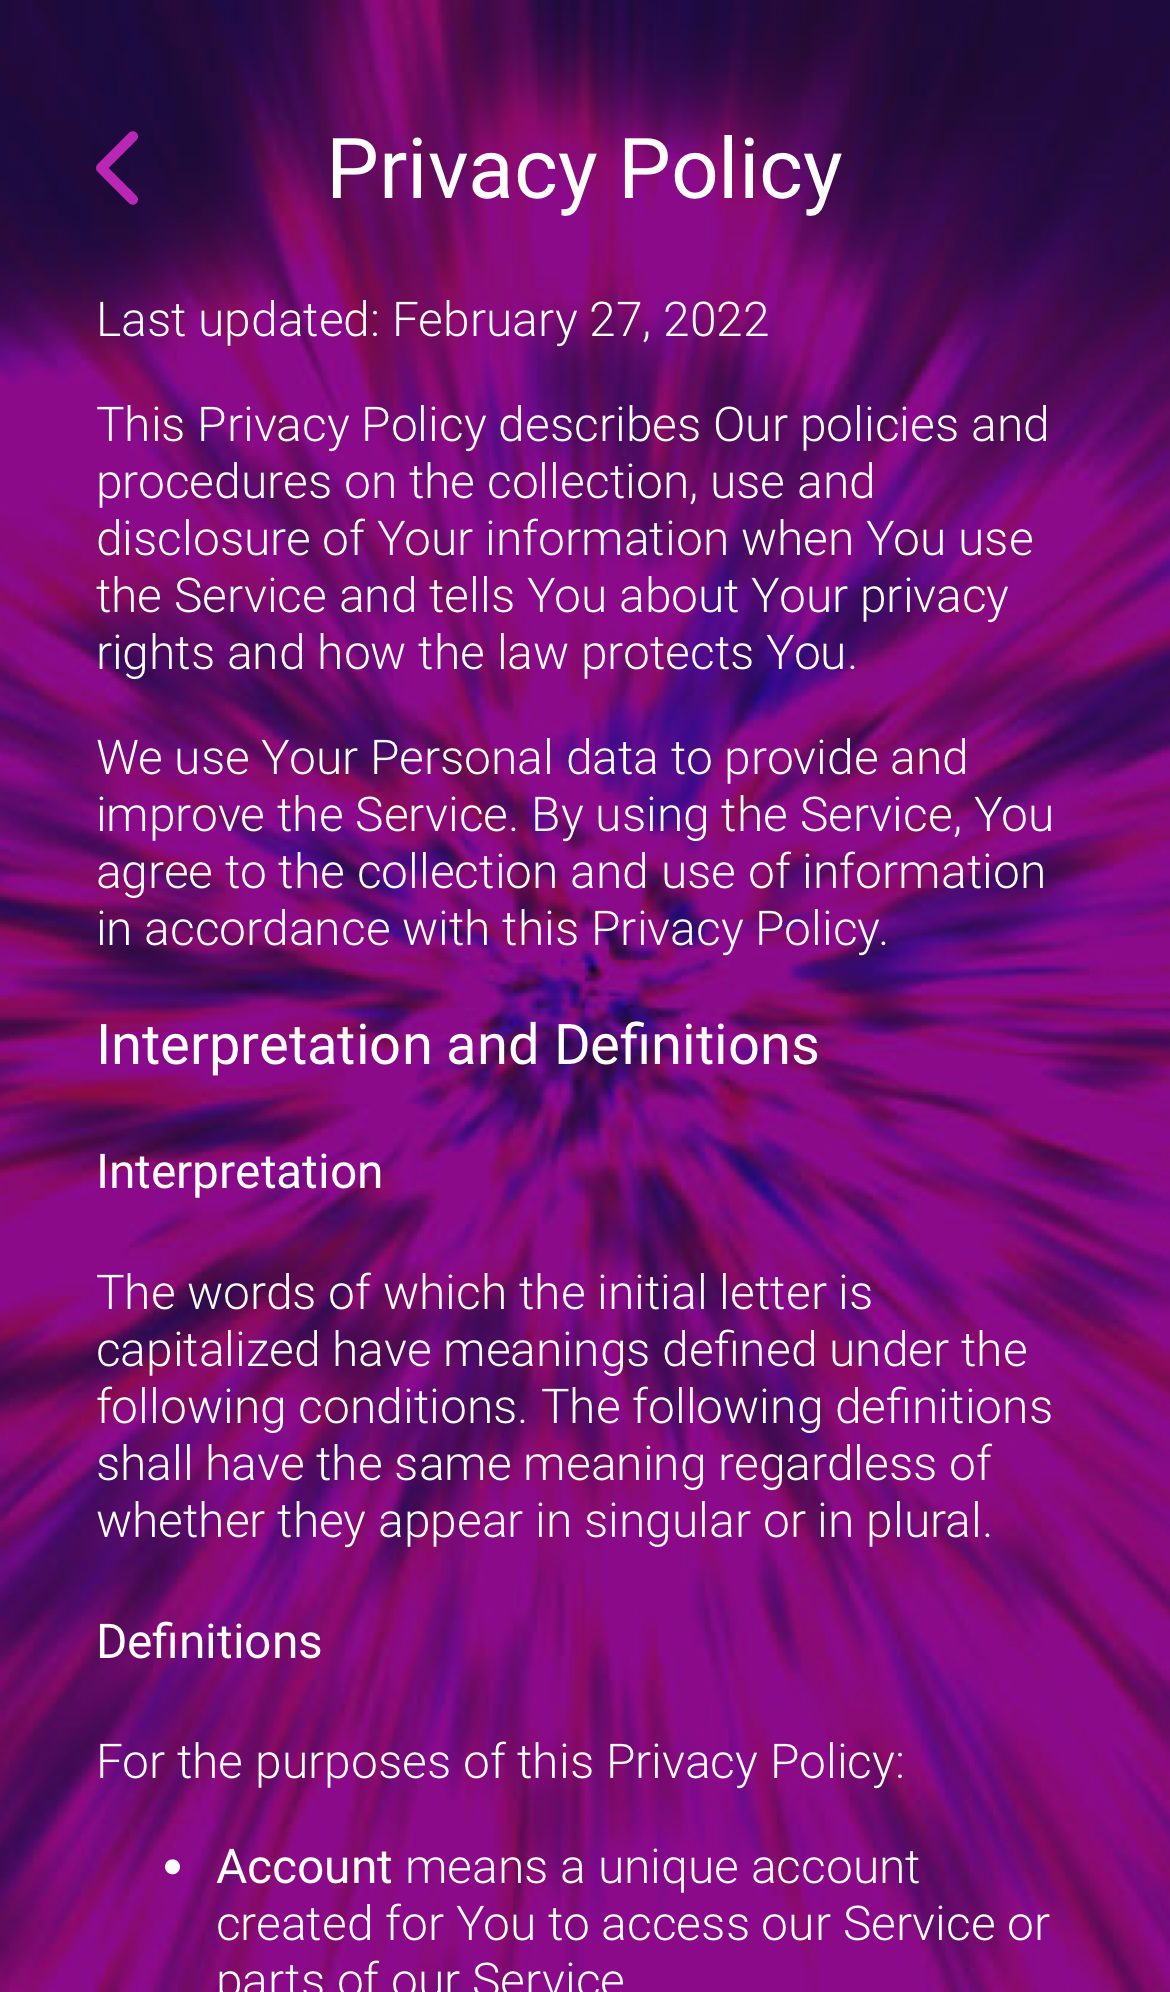 Privacy Policy
Last updated: February 27, 2022
This Privacy Policy describes Our policies and
procedures on the collection, use and
disclosure of Your information when You use
the Service and tells You about Your privacy
rights and how the law protects You.
We use Your Personal data to provide and
improve the Service. By using the Service, You
agree to the collection and use of information
in accordance with this Privacy Policy.
Interpretation and Definitions
Interpretation
The words of which the initial letter is
capitalized have meanings defined under the
following conditions. The following definitions
shall have the same meaning regardless of
whether they appear in singular or in plural.
Definitions
For the purposes of this Privacy Policy:
• Account means a unique account
created for You to access our Service or
parts of our Service